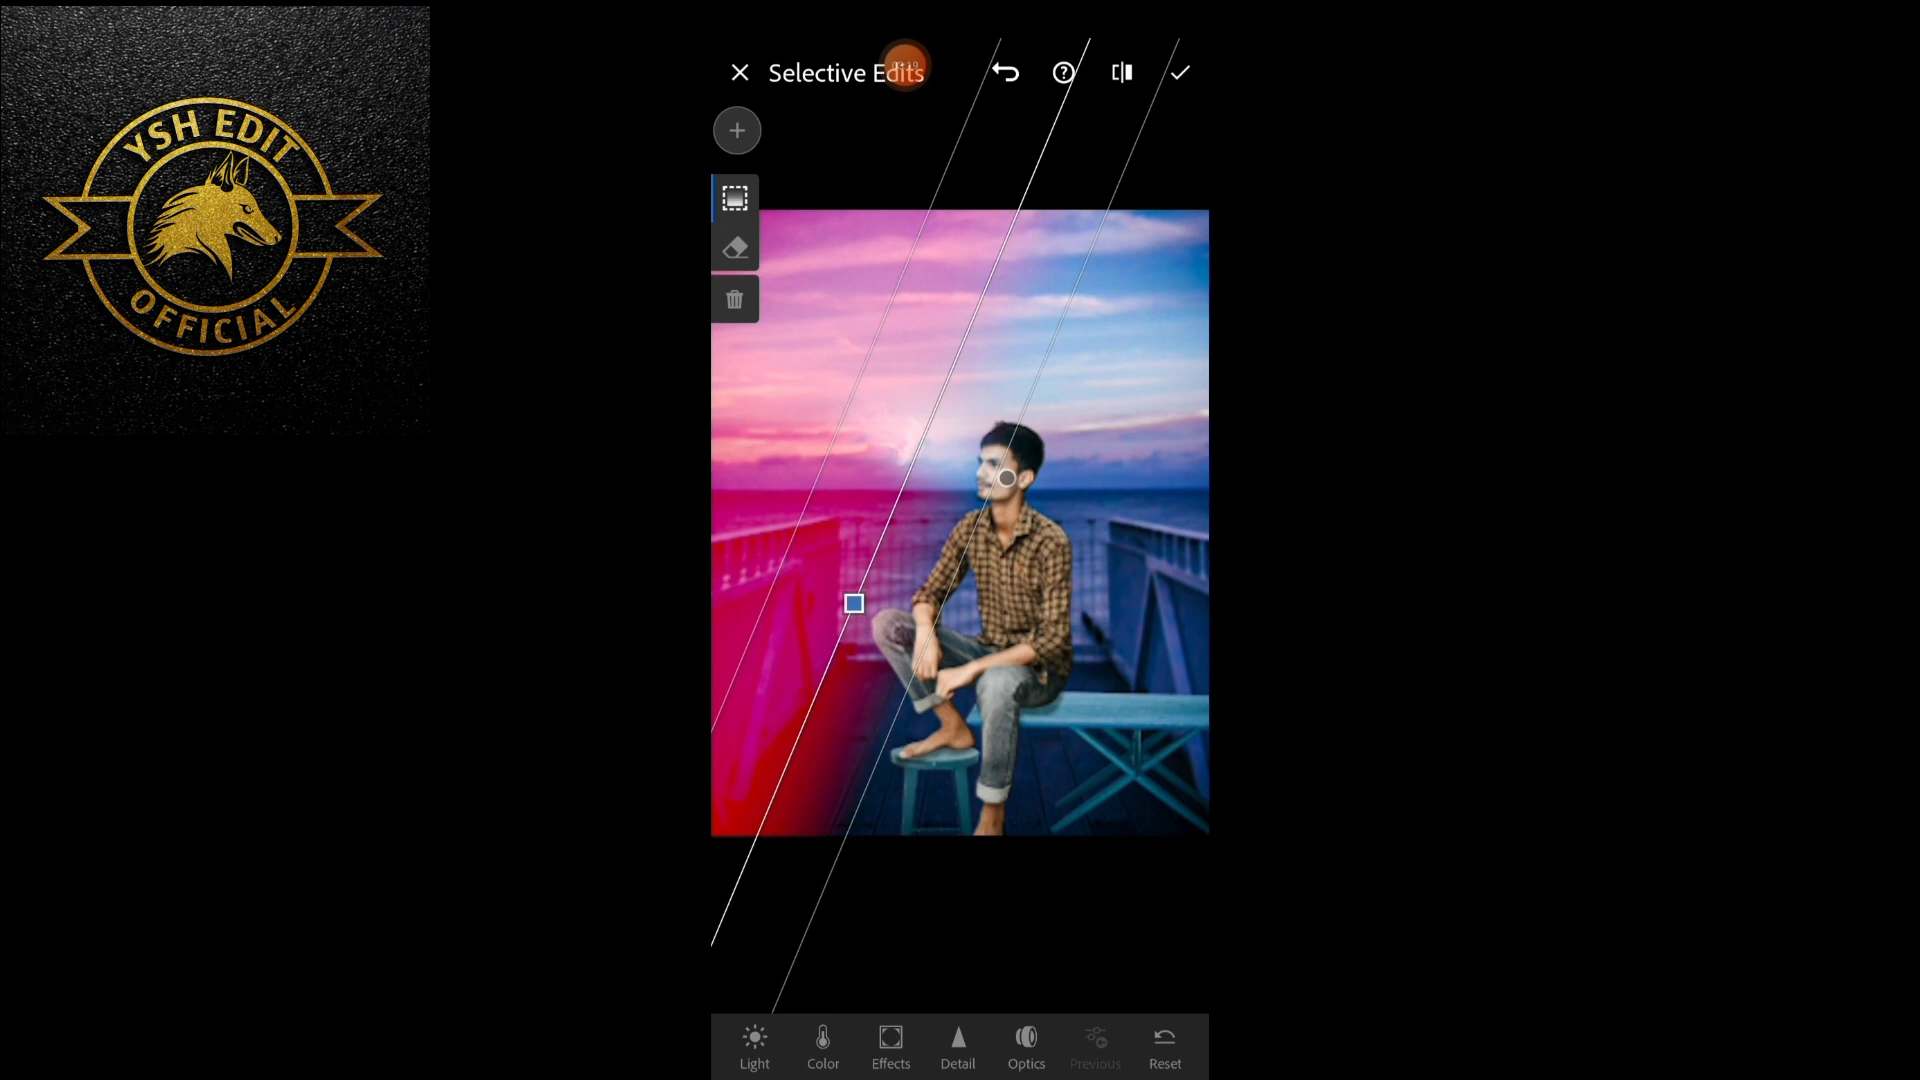 YSH EDIT
OFFICIAL
Selective Edits
Light
Color
Effects
Detail
Optics
Previous
Reset